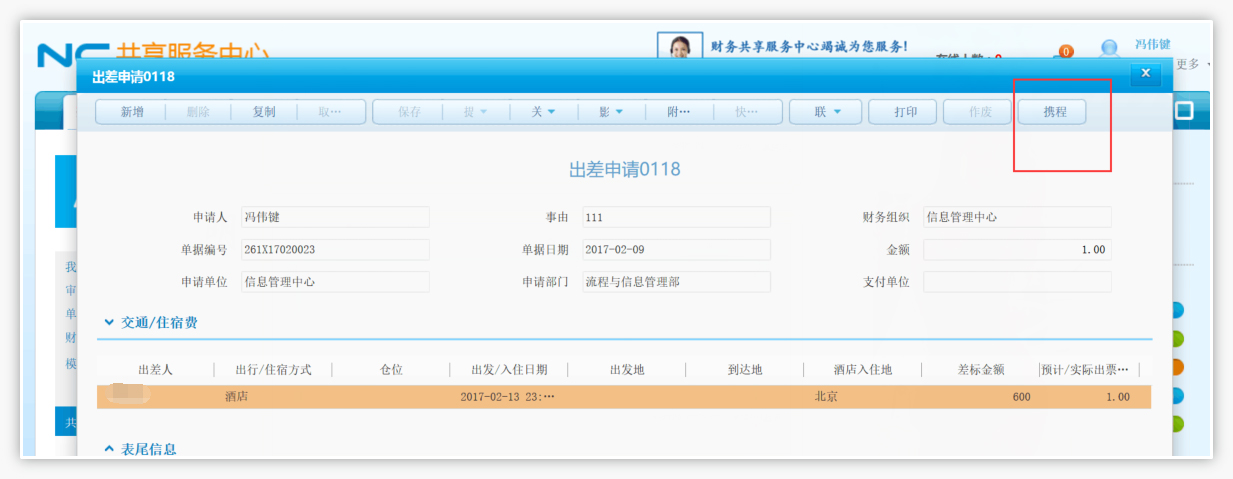 NC 共享服务中心
财务共享服务中心竭诚为您服务!
0
冯伟健
更多
出差申请0118
x
新增 删除 复制 取… 保存 提 关 影 附… 快… 联 打印 作废 携程
出差申请0118
申请人 冯伟健 事由 111 财务组织 信息管理中心
单据编号 261X17020023 单据日期 2017-02-09 金额 1.00
申请单位 信息管理中心 申请部门 流程与信息管理部 支付单位
我
审
单
财
模
共
交通/住宿费
出差人 出行/住宿方式 仓位 出发/入住日期 出发地 到达地 酒店入住地 差标金额 预计/实际出票…
酒店 2017-02-13 23:… 北京 600 1.00
表尾信息